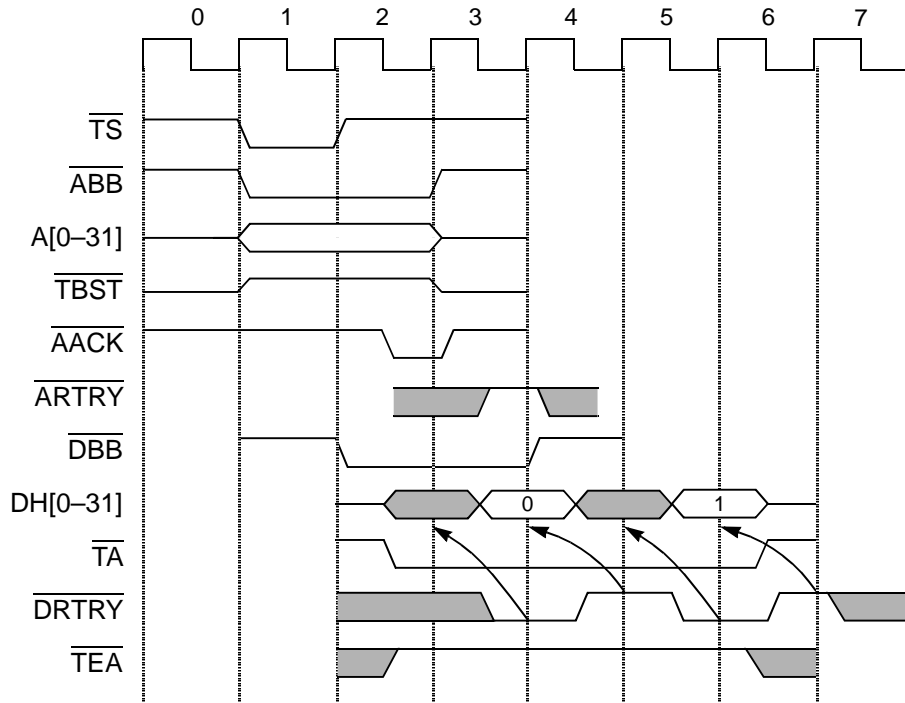 0 1 2 3 4 5 6 7
TS
ABB
A[0–31]
TBST
AACK
ARTRY
DBB
DH[0–31] 0 1
TA
DRTRY
TEA